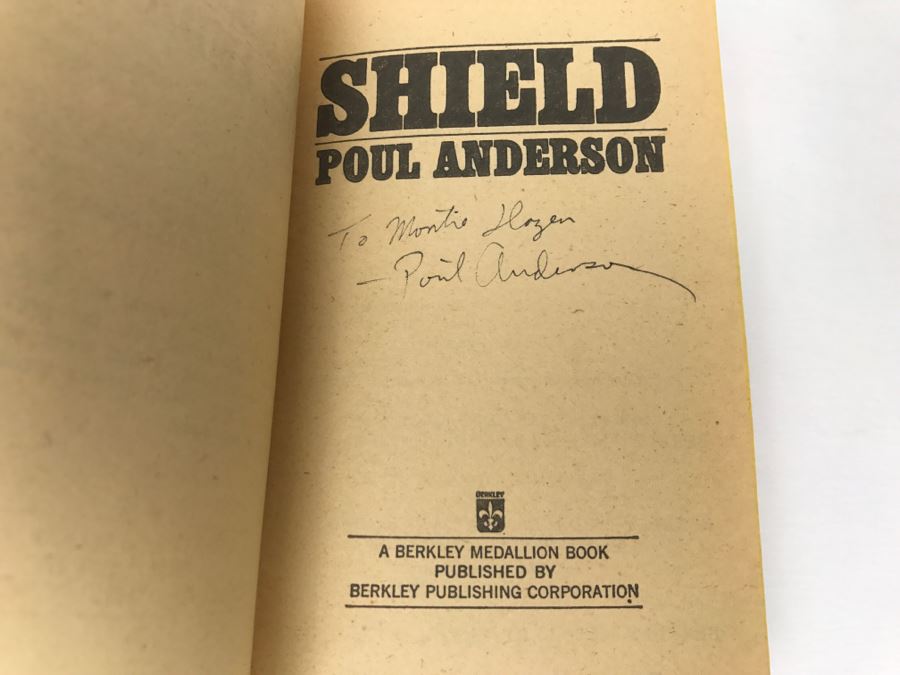 SHIELD
POUL ANDERSON
To Montie Hazen
— Poul Anderson
BERKLEY
A BERKLEY MEDALLION BOOK
PUBLISHED BY
BERKLEY PUBLISHING CORPORATION